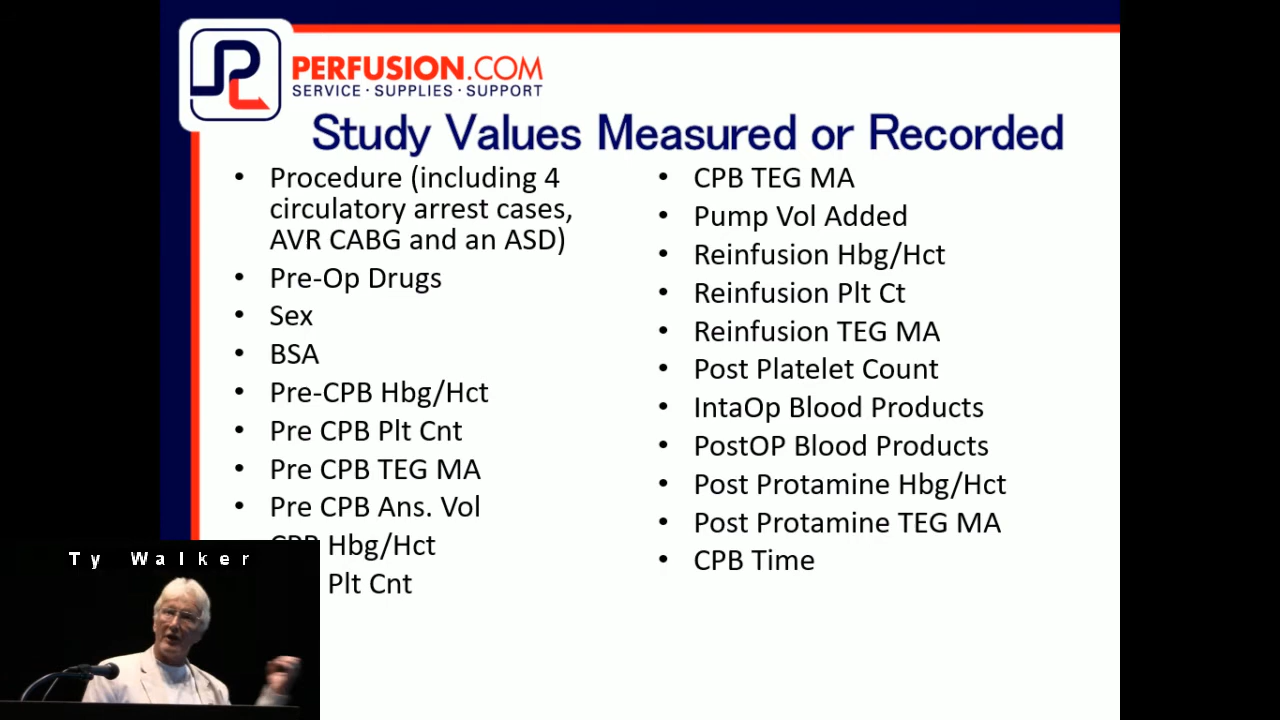 PERFUSION.COM
SERVICE · SUPPLIES · SUPPORT
Study Values Measured or Recorded
• Procedure (including 4
circulatory arrest cases,
AVR CABG and an ASD)
• Pre-Op Drugs
• Sex
• BSA
• Pre-CPB Hbg/Hct
• Pre CPB Plt Cnt
• Pre CPB TEG MA
• Pre CPB Ans. Vol
CPB Hbg/Hct
Plt Cnt
• CPB TEG MA
• Pump Vol Added
• Reinfusion Hbg/Hct
• Reinfusion Plt Ct
• Reinfusion TEG MA
• Post Platelet Count
• IntaOp Blood Products
• PostOP Blood Products
• Post Protamine Hbg/Hct
• Post Protamine TEG MA
• CPB Time
Ty Walker